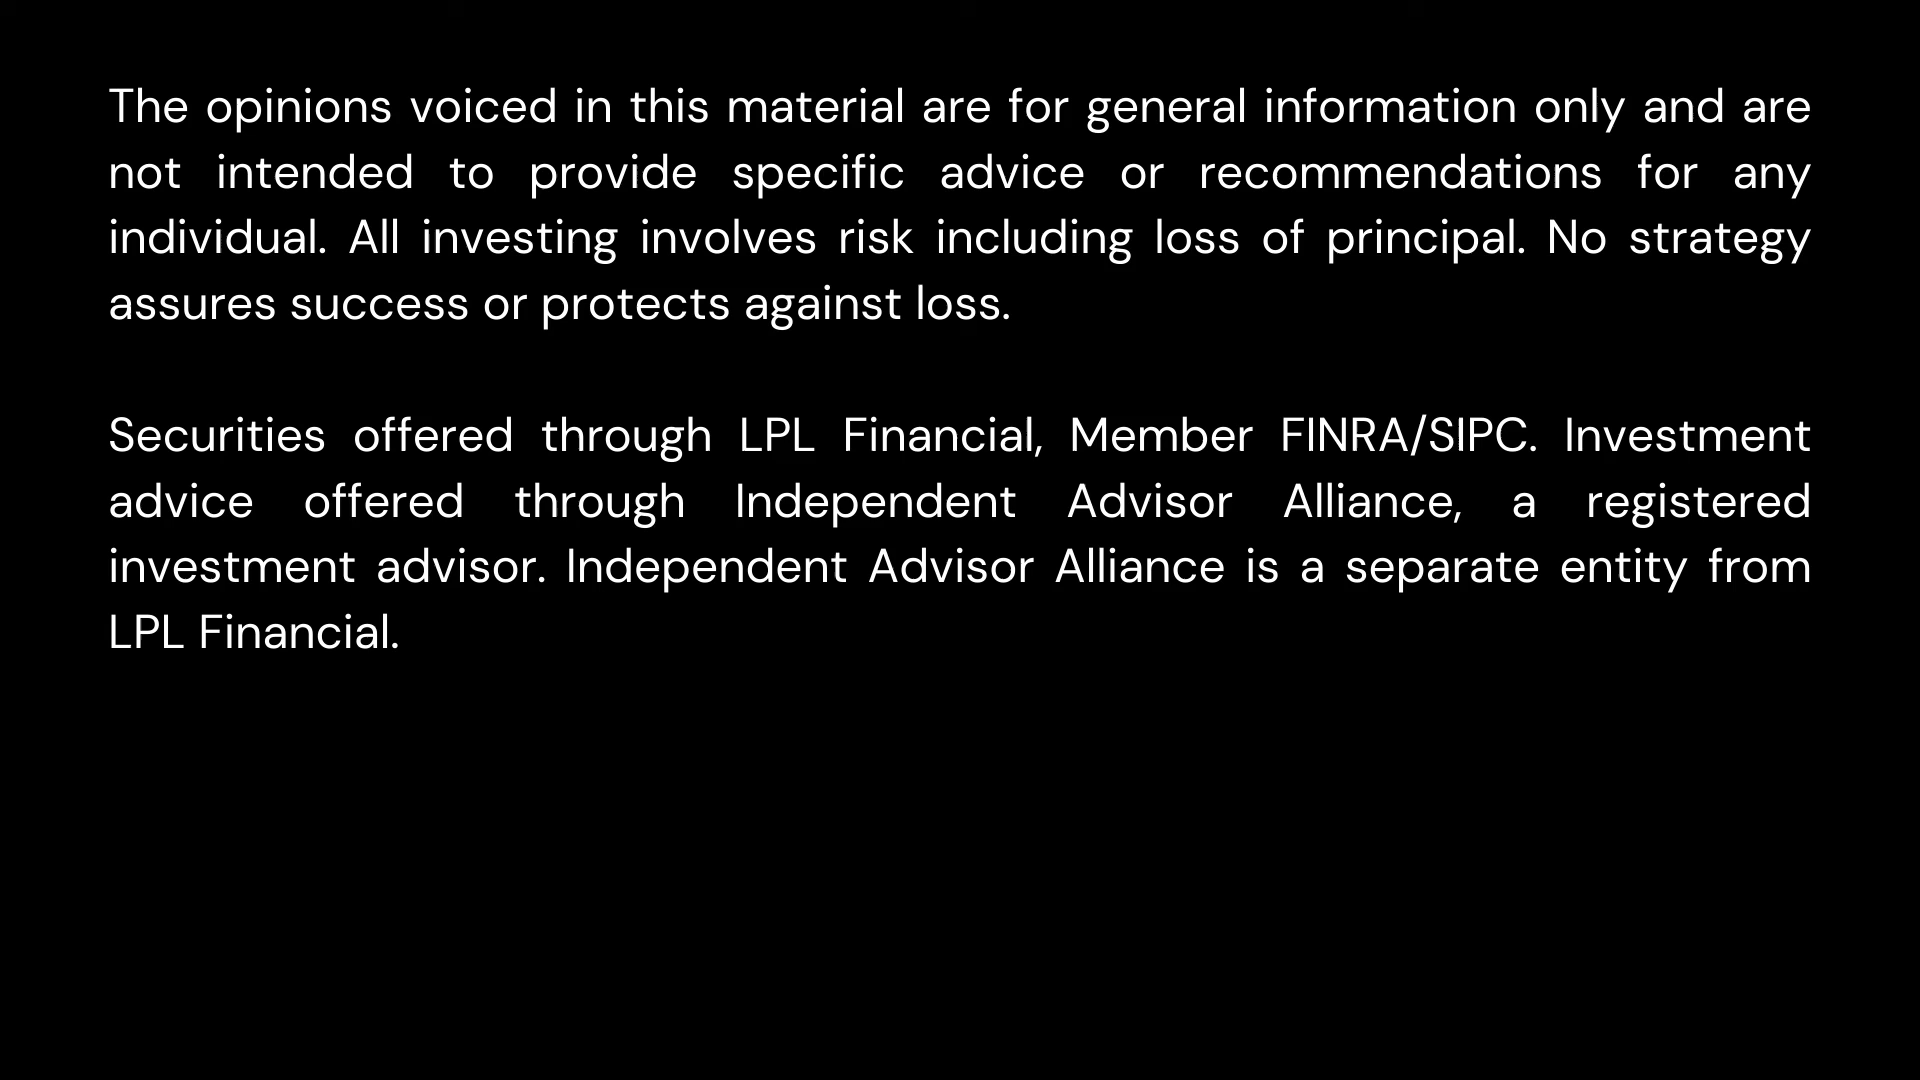 The opinions voiced in this material are for general information only and are
not intended to provide specific advice or recommendations for any
individual. All investing involves risk including loss of principal. No strategy
assures success or protects against loss.
Securities offered through LPL Financial, Member FINRA/SIPC. Investment
advice offered through Independent Advisor Alliance, a registered
investment advisor. Independent Advisor Alliance is a separate entity from
LPL Financial.